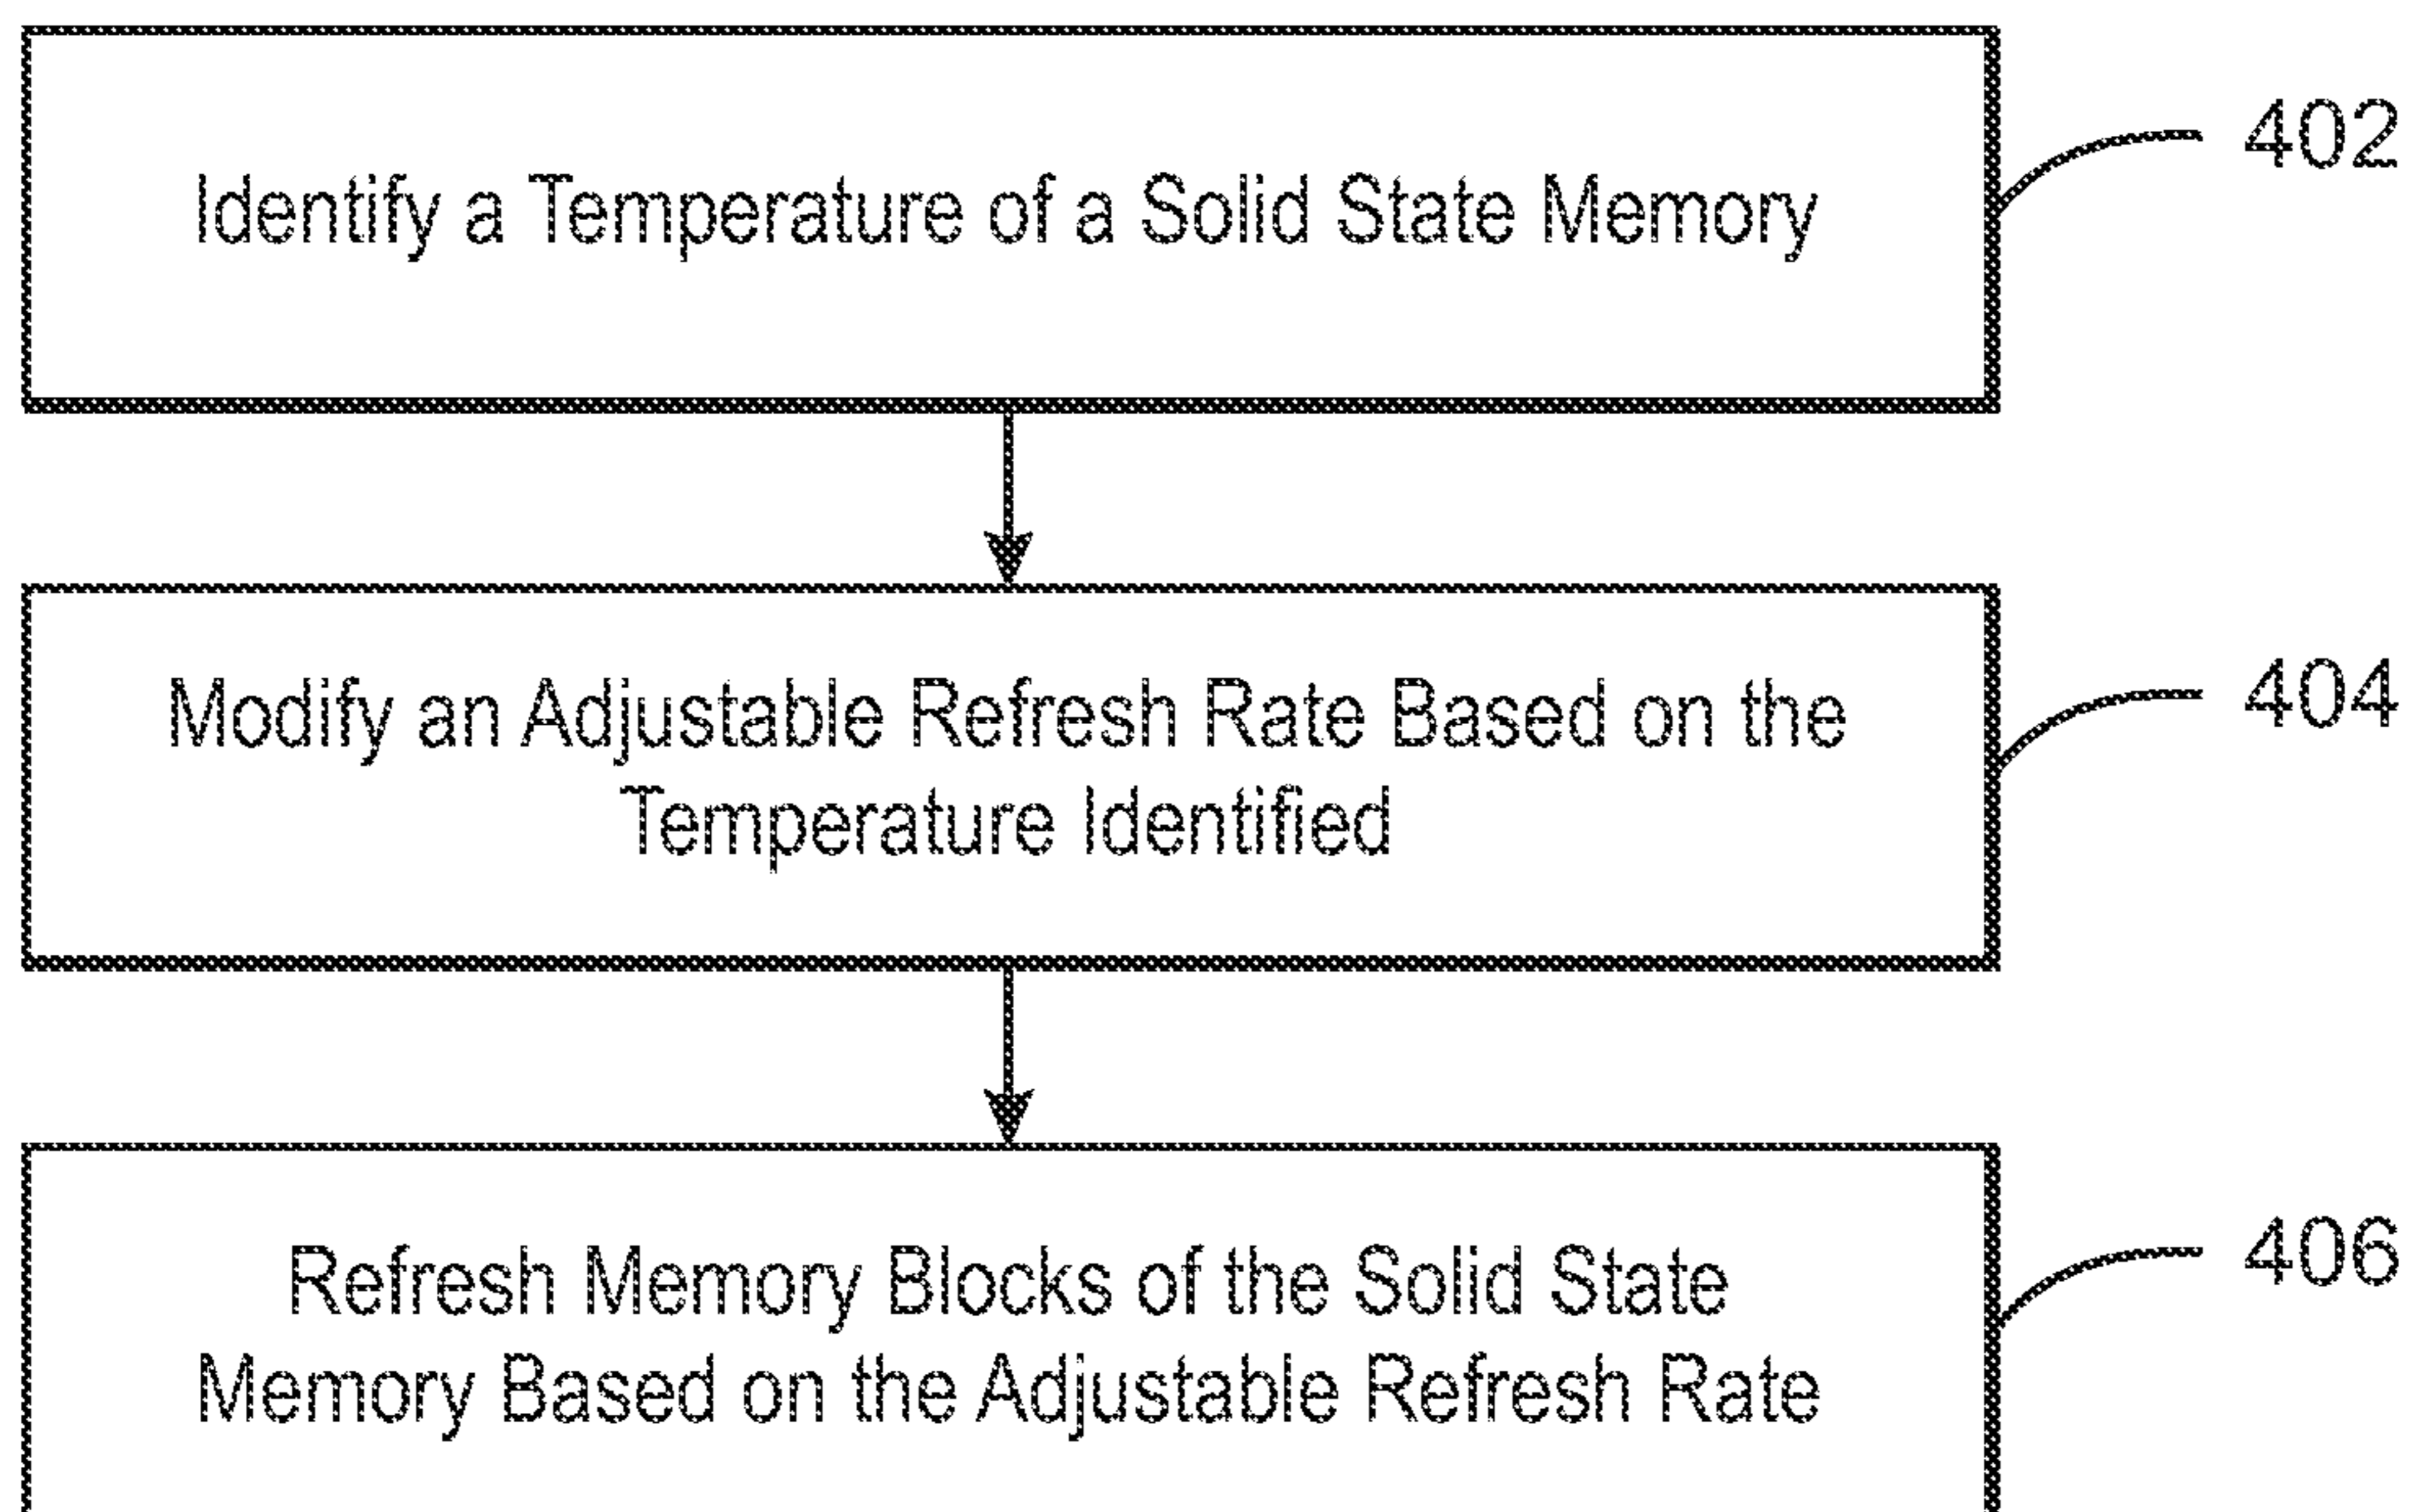 Identify a Temperature of a Solid State Memory
402
Modify an Adjustable Refresh Rate Based on the
Temperature Identified
404
Refresh Memory Blocks of the Solid State
Memory Based on the Adjustable Refresh Rate
406